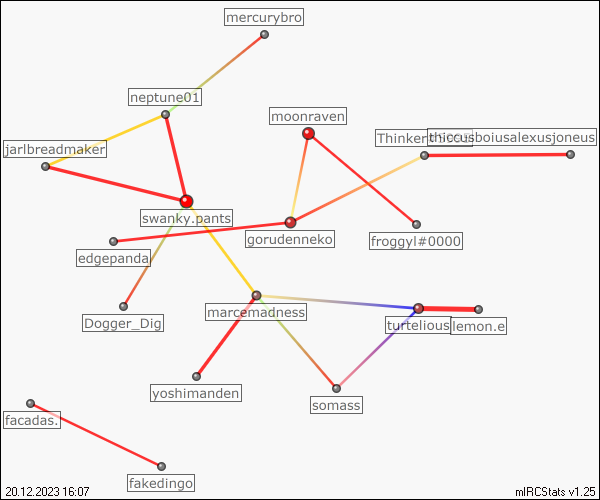 mercurybro
neptune01
moonraven
jarlbreadmaker
thiccusboiusalexusjoneus
swanky.pants
gorudenneko
froggyl#0000
edgepanda
marcemadness
Dogger_Dig
turtelious
lemon.e
yoshimanden
somass
facadas.
fakedingo
20.12.2023 16:07
mIRCStats v1.25